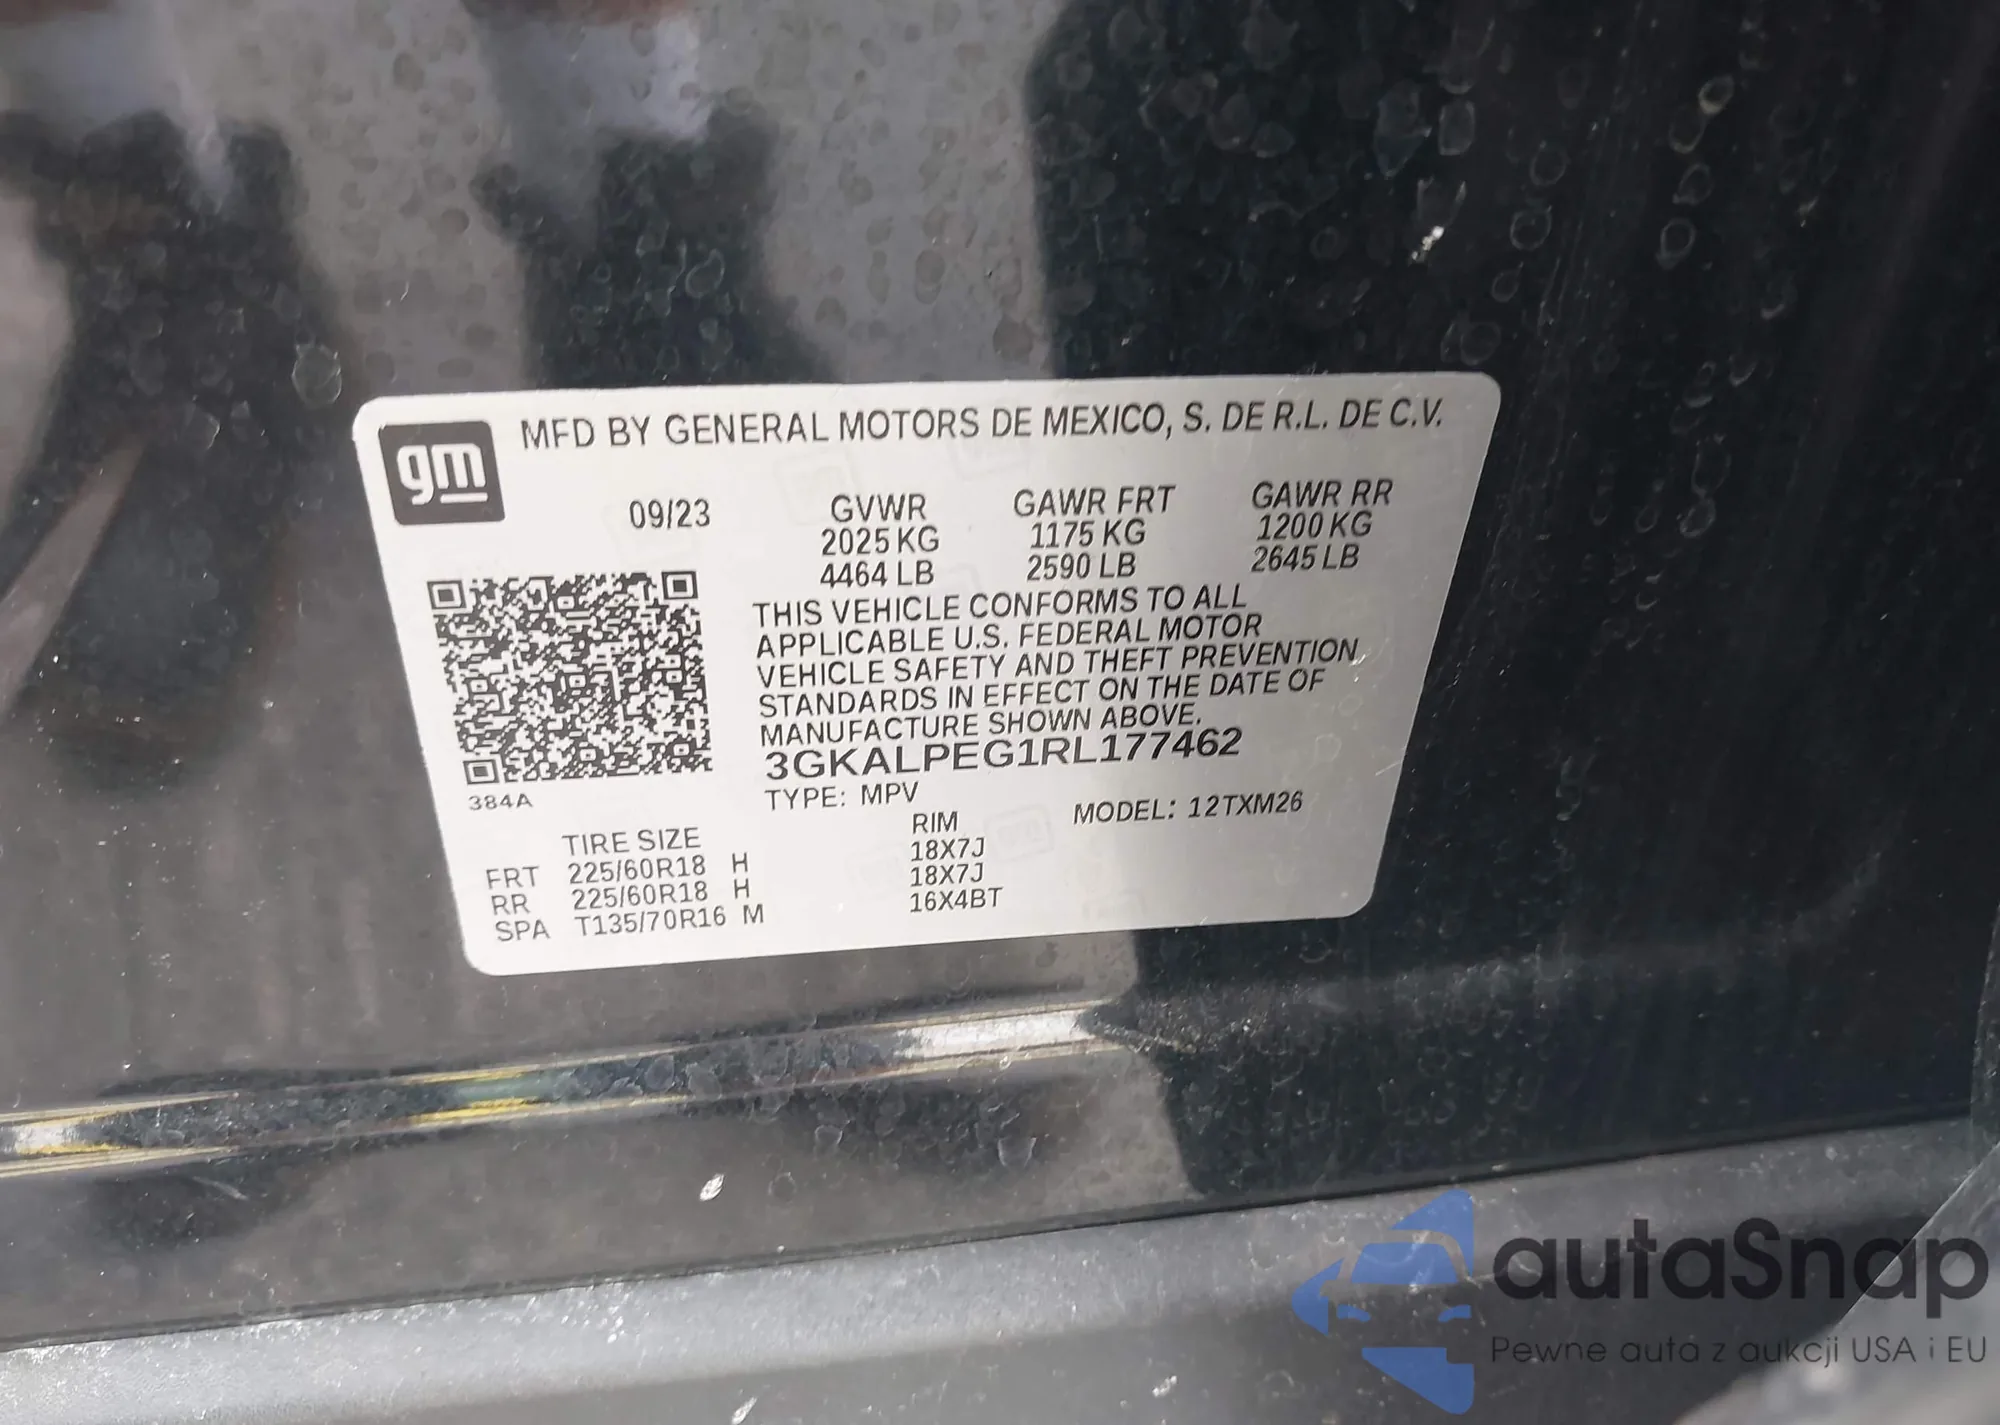 gm
MFD BY GENERAL MOTORS DE MEXICO, S. DE R.L. DE C.V.
09/23 GVWR GAWR FRT GAWR RR
2025 KG 1175 KG 1200 KG
4464 LB 2590 LB 2645 LB
THIS VEHICLE CONFORMS TO ALL
APPLICABLE U.S. FEDERAL MOTOR
VEHICLE SAFETY AND THEFT PREVENTION
STANDARDS IN EFFECT ON THE DATE OF
MANUFACTURE SHOWN ABOVE.
3GKALPEG1RL177462
384A
TYPE: MPV MODEL: 12TXM26
TIRE SIZE RIM
FRT 225/60R18 H 18X7J
RR 225/60R18 H 18X7J
SPA T135/70R16 M 16X4BT
autaSnap
Pewne auta z aukcji USA i EU